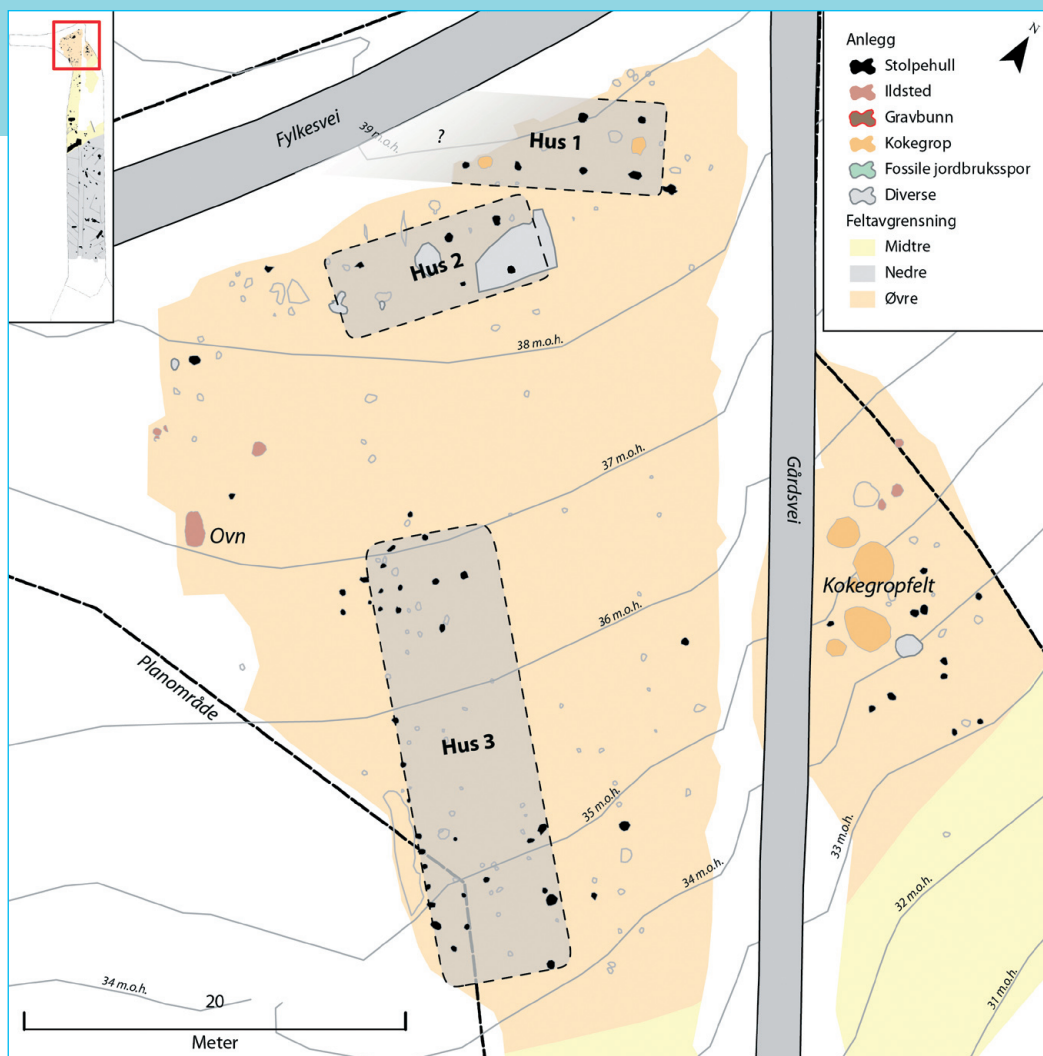 N
Anlegg
Stolpehull
Ildsted
Gravbunn
Kokegrop
Fossile jordbruksspor
Diverse
Feltavgrensning
Midtre
Nedre
Øvre
Fylkesvei
39 m.o.h.
?
Hus 1
Hus 2
38 m.o.h.
37 m.o.h.
Gårdsvei
Ovn
Kokegropfelt
36 m.o.h.
Planområde
Hus 3
35 m.o.h.
34 m.o.h.
33 m.o.h.
32 m.o.h.
31 m.o.h.
34 m.o.h.
20
Meter